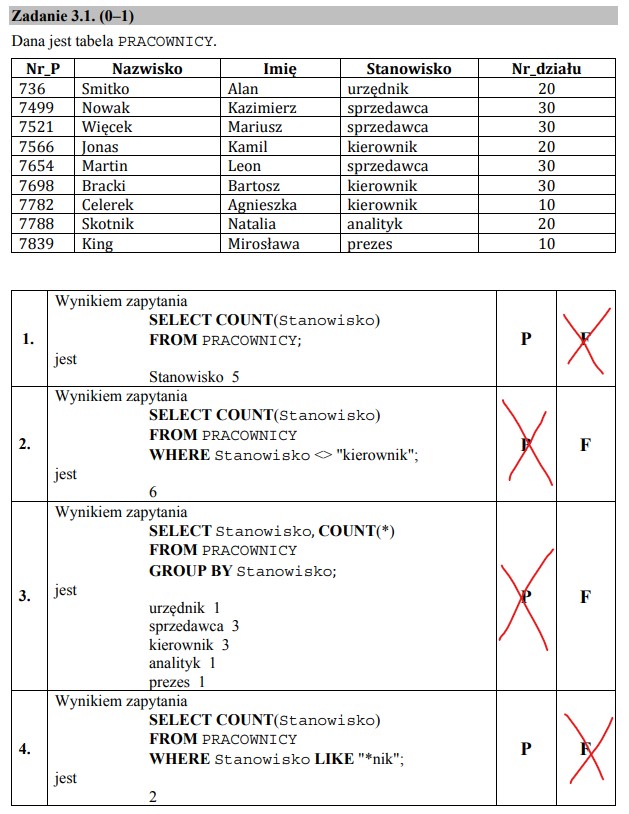 Zadanie 3.1. (0–1)
Dana jest tabela PRACOWNICY.
Nr_P Nazwisko Imię Stanowisko Nr_działu
736 Smitko Alan urzędnik 20
7499 Nowak Kazimierz sprzedawca 30
7521 Więcek Mariusz sprzedawca 30
7566 Jonas Kamil kierownik 20
7654 Martin Leon sprzedawca 30
7698 Bracki Bartosz kierownik 30
7782 Celerek Agnieszka kierownik 10
7788 Skotnik Natalia analityk 20
7839 King Mirosława prezes 10
1.
Wynikiem zapytania
SELECT COUNT(Stanowisko)
FROM PRACOWNICY;
jest
Stanowisko 5
P F
2.
Wynikiem zapytania
SELECT COUNT(Stanowisko)
FROM PRACOWNICY
WHERE Stanowisko <> "kierownik";
jest
6
P F
3.
Wynikiem zapytania
SELECT Stanowisko, COUNT(*)
FROM PRACOWNICY
GROUP BY Stanowisko;
jest
urzędnik 1
sprzedawca 3
kierownik 3
analityk 1
prezes 1
P F
4.
Wynikiem zapytania
SELECT COUNT(Stanowisko)
FROM PRACOWNICY
WHERE Stanowisko LIKE "*nik";
jest
2
P F